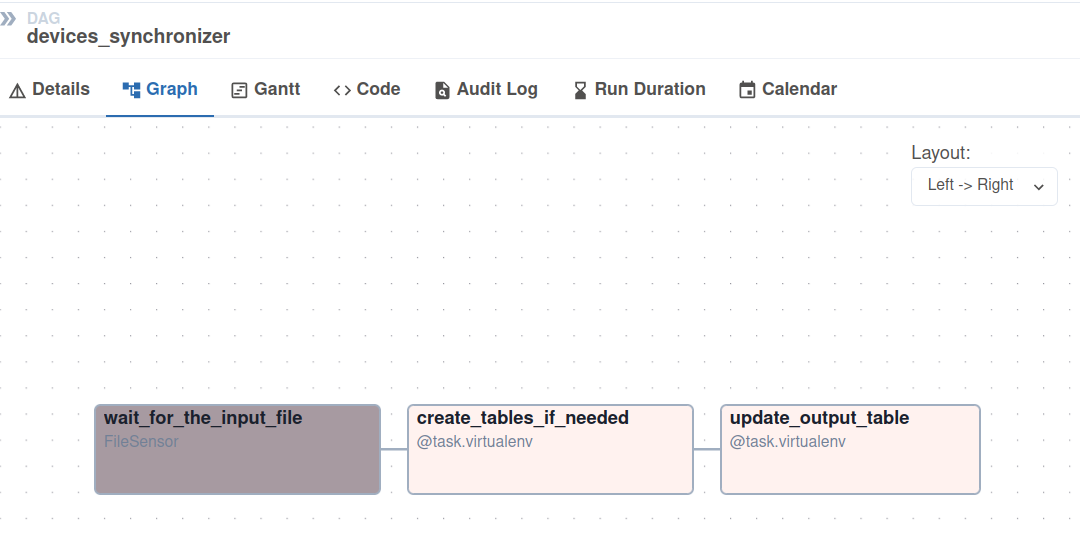 DAG
devices_synchronizer
Details Graph Gantt <> Code Audit Log Run Duration Calendar
Layout:
Left -> Right
wait_for_the_input_file create_tables_if_needed update_output_table
FileSensor @task.virtualenv @task.virtualenv